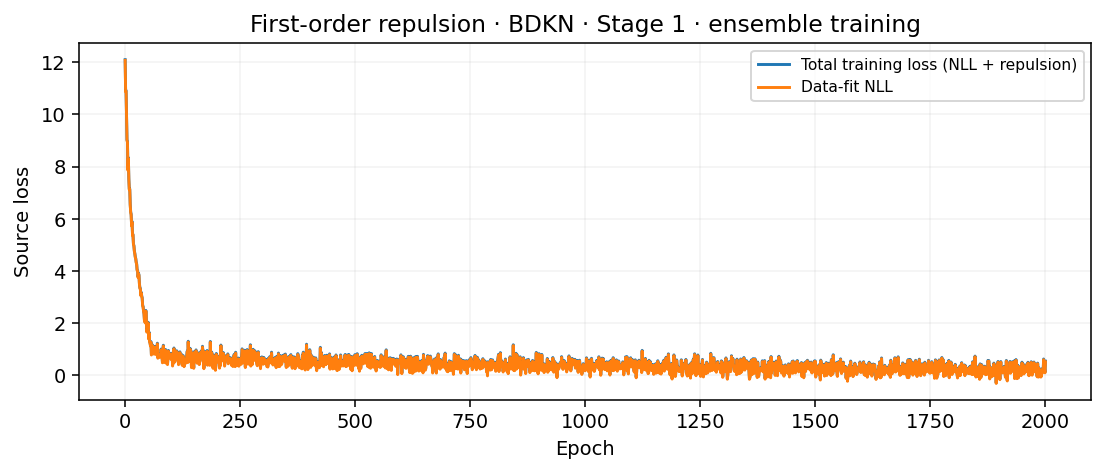 First-order repulsion · BDKN · Stage 1 · ensemble training
Total training loss (NLL + repulsion)
Data-fit NLL
Source loss
12
10
8
6
4
2
0
0 250 500 750 1000 1250 1500 1750 2000
Epoch